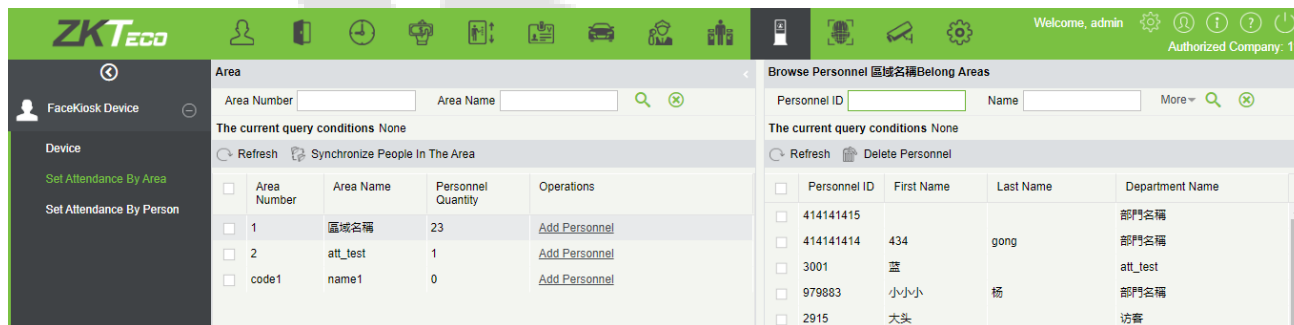 ZKTeco
Welcome, admin
Authorized Company: 1
FaceKiosk Device
Device
Set Attendance By Area
Set Attendance By Person
Area
Area Number
Area Name
The current query conditions None
Refresh Synchronize People In The Area
Area Number Area Name Personnel Quantity Operations
1 區域名稱 23 Add Personnel
2 att_test 1 Add Personnel
code1 name1 0 Add Personnel
Browse Personnel 區域名稱Belong Areas
Personnel ID Name More
The current query conditions None
Refresh Delete Personnel
Personnel ID First Name Last Name Department Name
414141415 部門名稱
414141414 434 gong 部門名稱
3001 蓝 att_test
979883 小小小 杨 部門名稱
2915 大头 访客